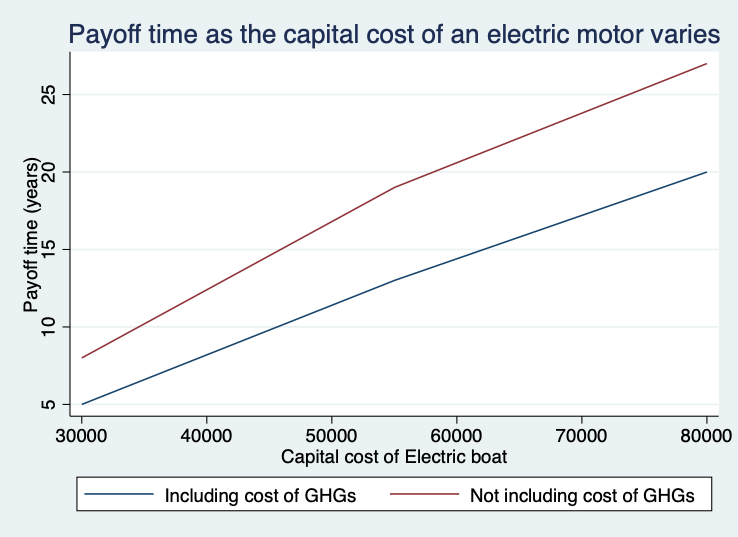 Payoff time as the capital cost of an electric motor varies
Payoff time (years)
25
20
15
10
5
30000 40000 50000 60000 70000 80000
Capital cost of Electric boat
Including cost of GHGs Not including cost of GHGs